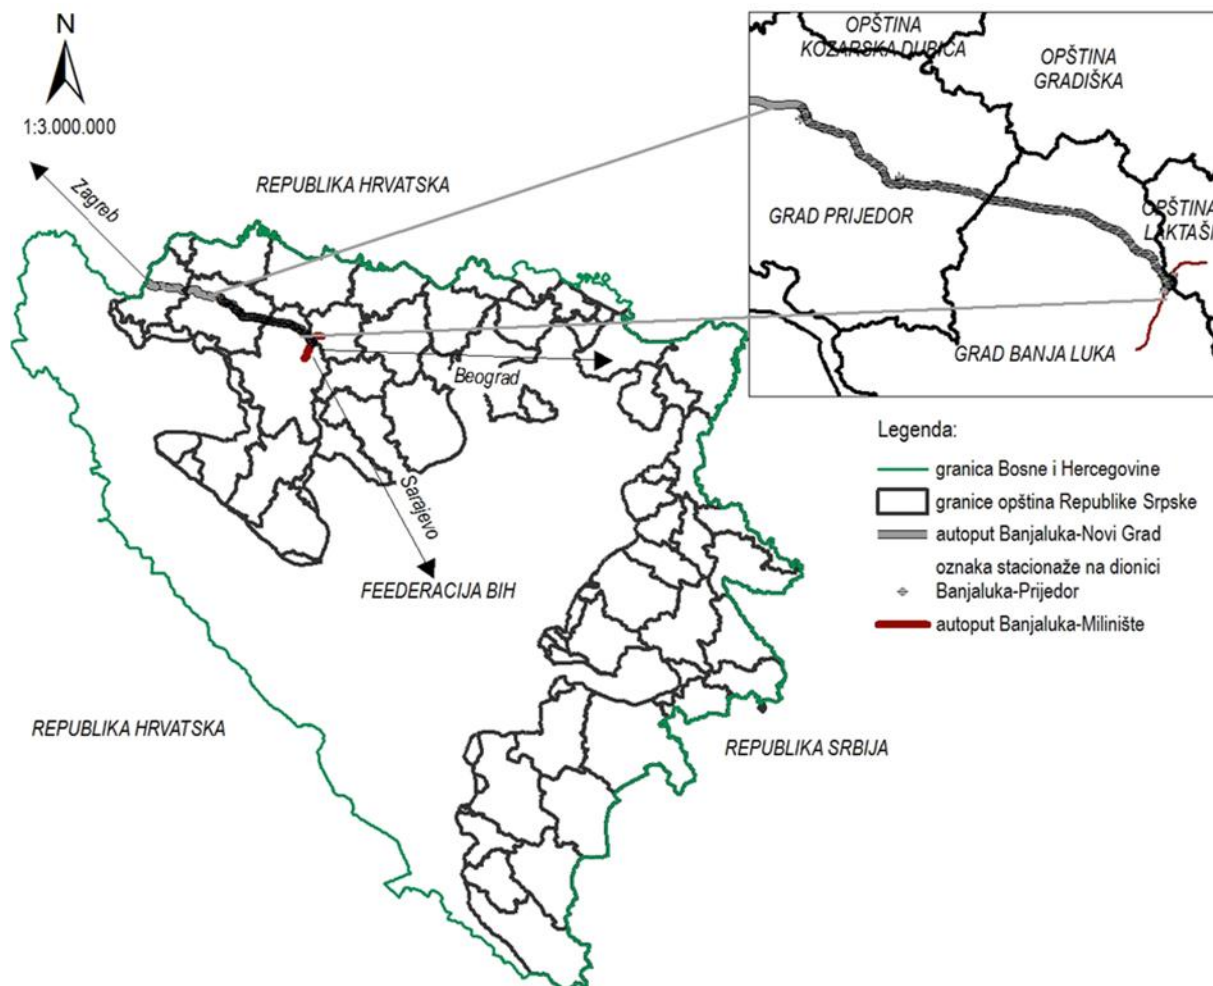 N
1:3.000.000
Zagreb
REPUBLIKA HRVATSKA
Beograd
Sarajevo
FEEDERACIJA BIH
REPUBLIKA HRVATSKA
REPUBLIKA SRBIJA
OPŠTINA
KOZARSKA DUBICA
OPŠTINA
GRADIŠKA
GRAD PRIJEDOR
OPŠTINA
LAKTAŠI
GRAD BANJA LUKA
Legenda:
granica Bosne i Hercegovine
granice opština Republike Srpske
autoput Banjaluka-Novi Grad
oznaka stacionaže na dionici
Banjaluka-Prijedor
autoput Banjaluka-Milinište